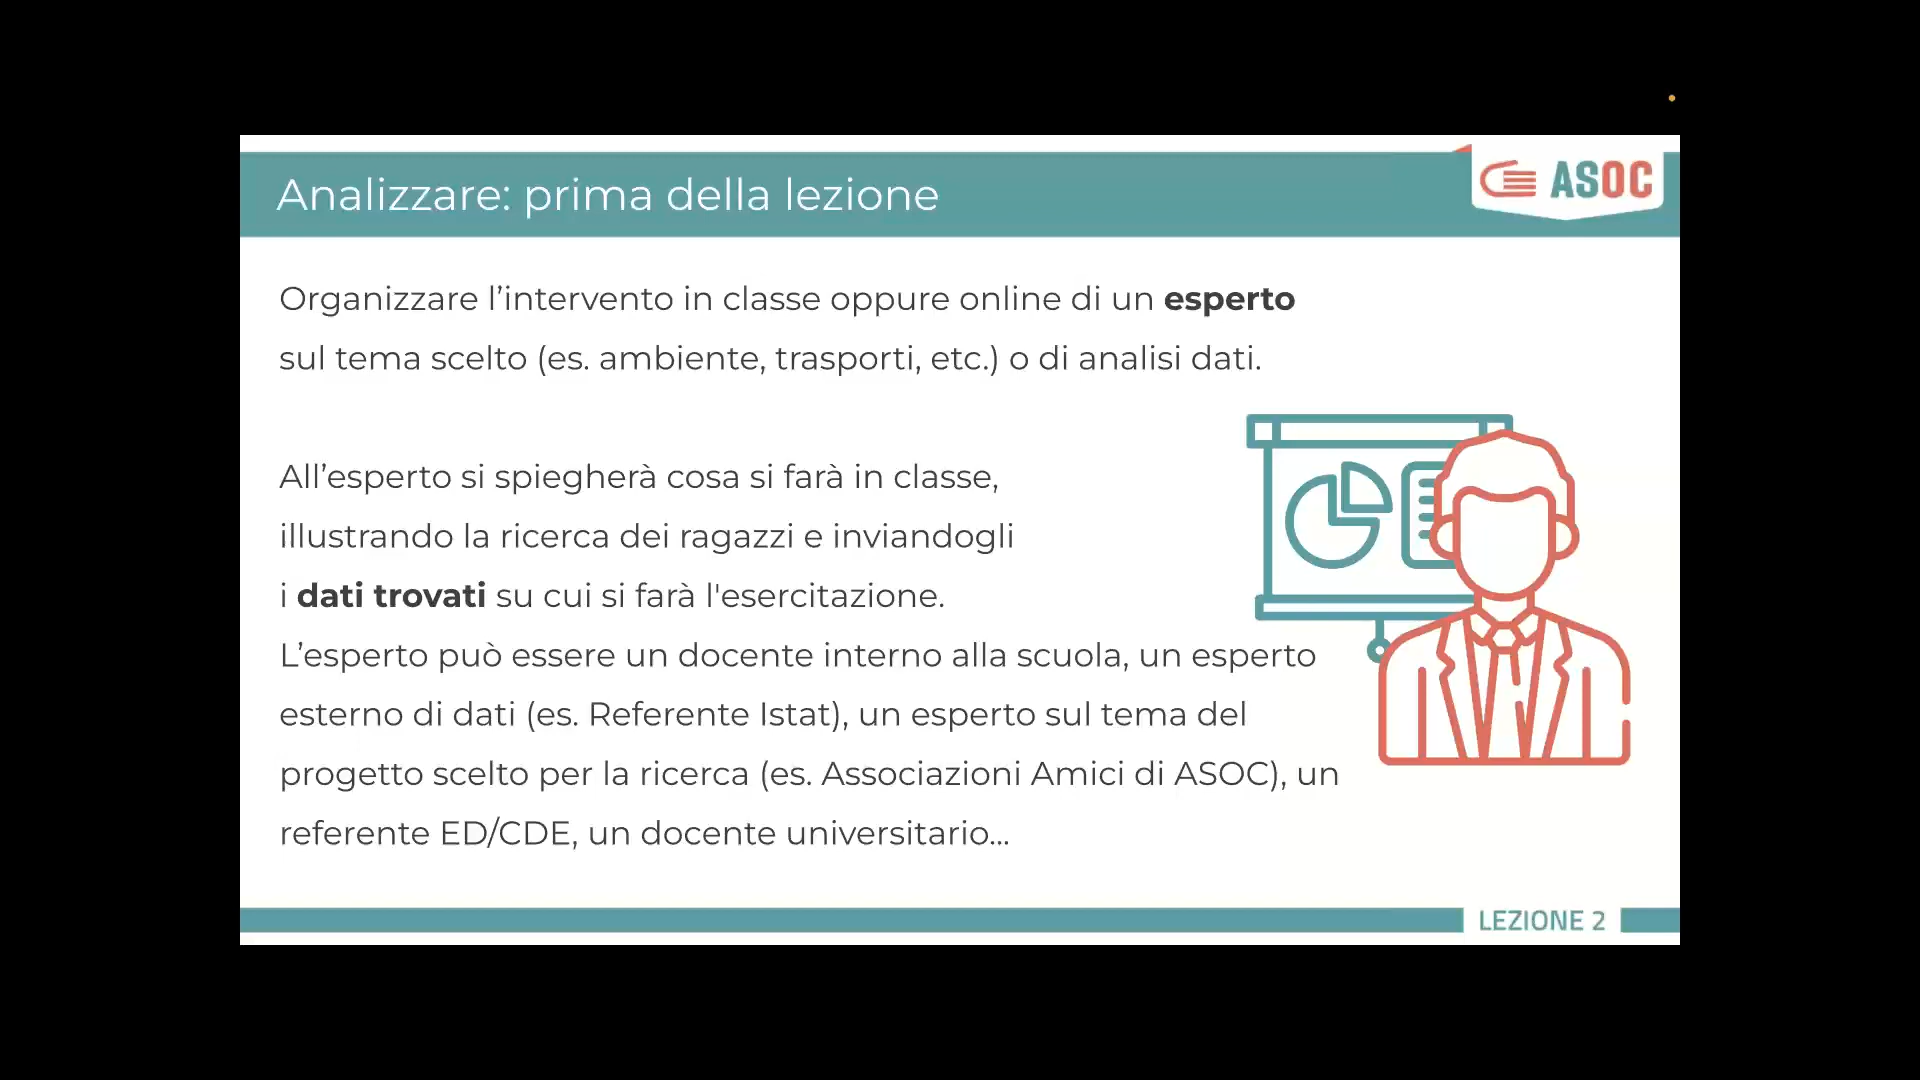 Analizzare: prima della lezione
ASOC
Organizzare l’intervento in classe oppure online di un esperto
sul tema scelto (es. ambiente, trasporti, etc.) o di analisi dati.
All’esperto si spiegherà cosa si farà in classe,
illustrando la ricerca dei ragazzi e inviandogli
i dati trovati su cui si farà l'esercitazione.
L’esperto può essere un docente interno alla scuola, un esperto
esterno di dati (es. Referente Istat), un esperto sul tema del
progetto scelto per la ricerca (es. Associazioni Amici di ASOC), un
referente ED/CDE, un docente universitario...
LEZIONE 2